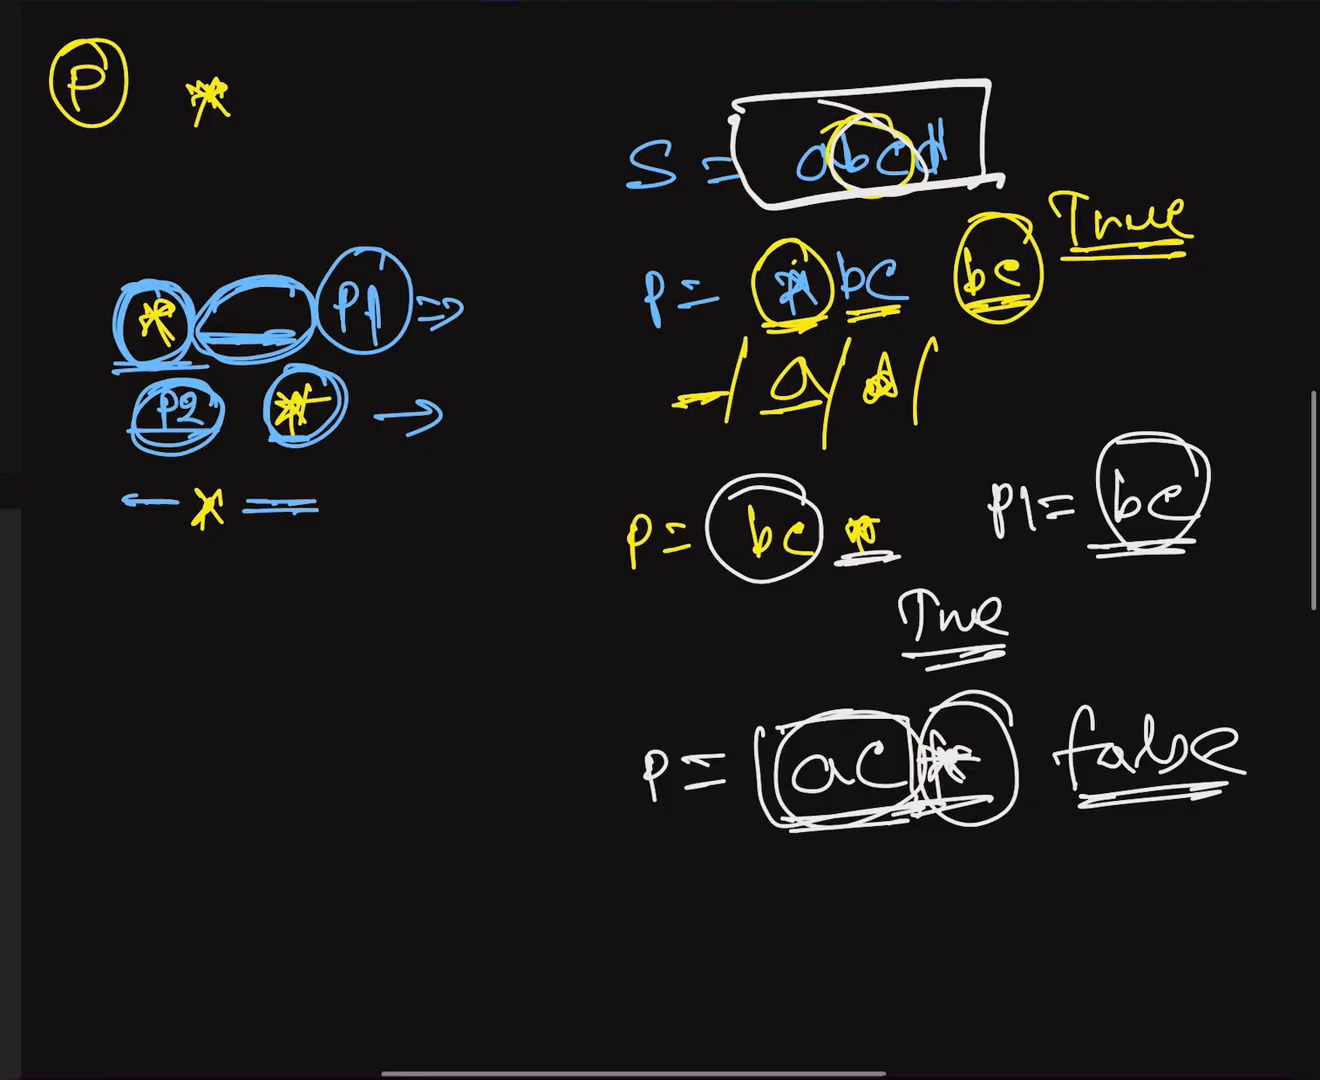 P *
S = abcd
P = * bc bc True
* P1 =>
- / a / d /
P2 * →
P = bc * P1 = bc
← * =
True
P = ac * false